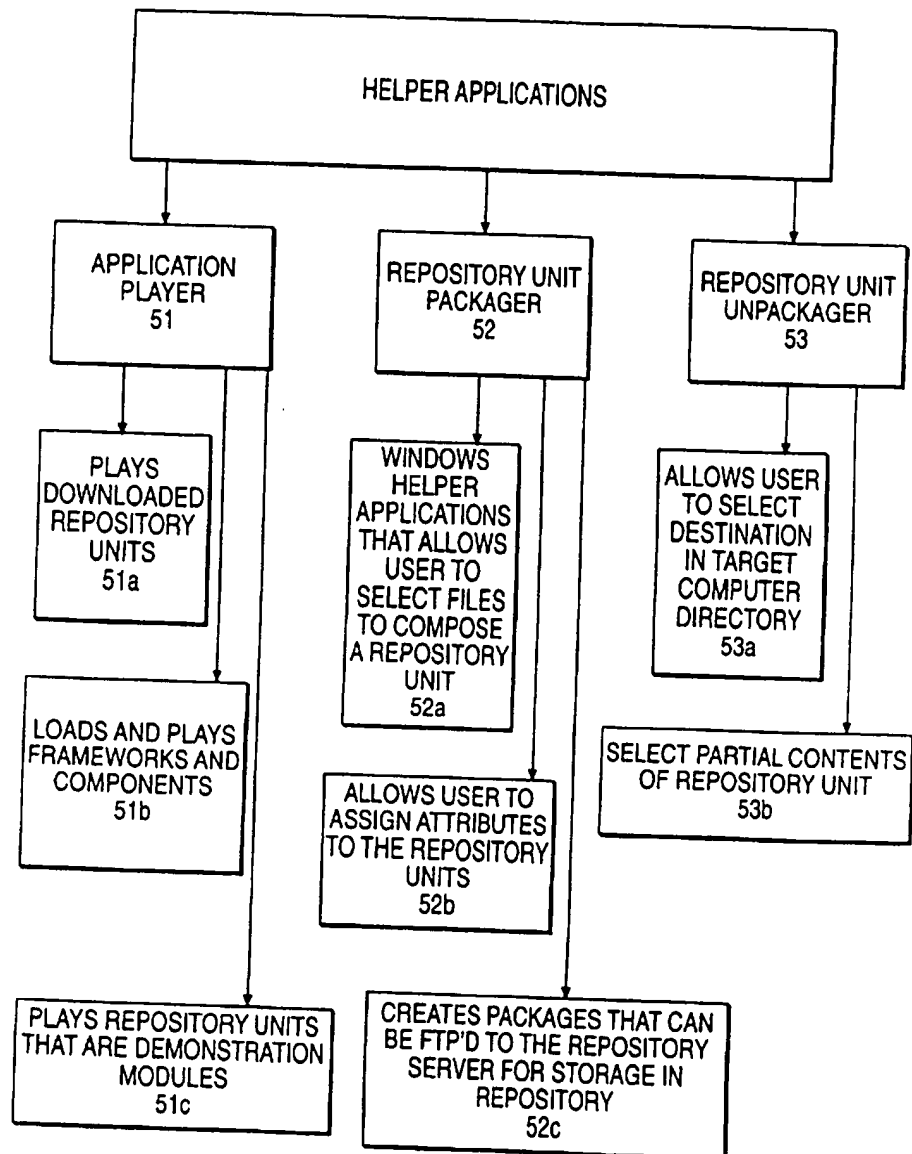 HELPER APPLICATIONS
APPLICATION
PLAYER
51
REPOSITORY UNIT
PACKAGER
52
REPOSITORY UNIT
UNPACKAGER
53
PLAYS
DOWNLOADED
REPOSITORY
UNITS
51a
WINDOWS
HELPER
APPLICATIONS
THAT ALLOWS
USER TO
SELECT FILES
TO COMPOSE
A REPOSITORY
UNIT
52a
ALLOWS USER
TO SELECT
DESTINATION
IN TARGET
COMPUTER
DIRECTORY
53a
LOADS AND PLAYS
FRAMEWORKS AND
COMPONENTS
51b
ALLOWS USER TO
ASSIGN ATTRIBUTES
TO THE REPOSITORY
UNITS
52b
SELECT PARTIAL CONTENTS
OF REPOSITORY UNIT
53b
PLAYS REPOSITORY UNITS
THAT ARE DEMONSTRATION
MODULES
51c
CREATES PACKAGES THAT CAN
BE FTP'D TO THE REPOSITORY
SERVER FOR STORAGE IN
REPOSITORY
52c